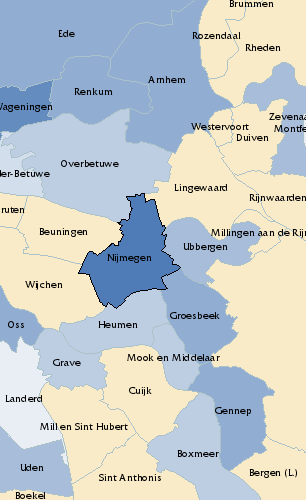 Brummen
Ede
Rozendaal
Rheden
Arnhem
Renkum
Wageningen
Zevenaa
Westervoort
Montfe
Duiven
Overbetuwe
der-Betuwe
Lingewaard
Rijnwaarden
ruten
Beuningen
Millingen aan de Rijn
Ubbergen
Nijmegen
Wijchen
Groesbeek
Oss
Heumen
Mook en Middelaar
Grave
Cuijk
Landerd
Gennep
Mill en Sint Hubert
Boxmeer
Uden
Bergen (L.)
Sint Anthonis
Boekel